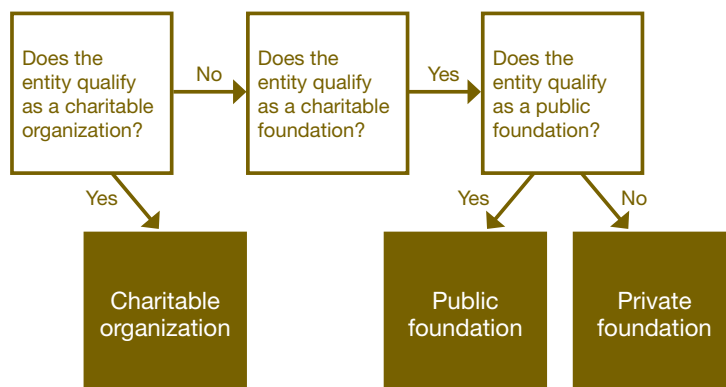 Does the
entity qualify
as a charitable
organization?
No
Does the
entity qualify
as a charitable
foundation?
Yes
Does the
entity qualify
as a public
foundation?
Yes
Yes
No
Charitable
organization
Public
foundation
Private
foundation